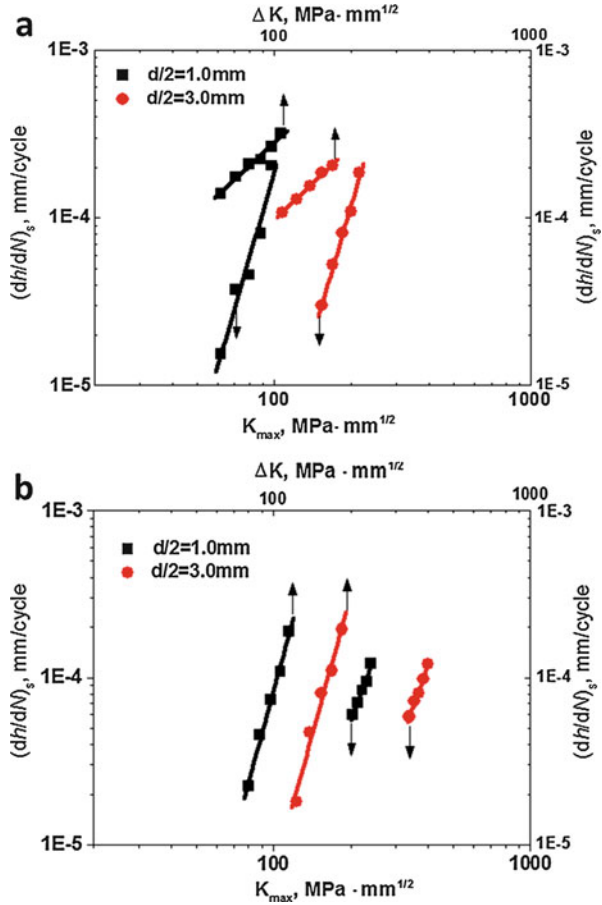 a
ΔK, MPa·mm1/2
100 1000
1E-3 1E-3
d/2=1.0mm
d/2=3.0mm
(dh/dN)s, mm/cycle
(dh/dN)s, mm/cycle
1E-4 1E-4
1E-5 1E-5
100 1000
Kmax, MPa·mm1/2
b
ΔK, MPa·mm1/2
100 1000
1E-3 1E-3
d/2=1.0mm
d/2=3.0mm
(dh/dN)s, mm/cycle
(dh/dN)s, mm/cycle
1E-4 1E-4
1E-5 1E-5
100 1000
Kmax, MPa·mm1/2